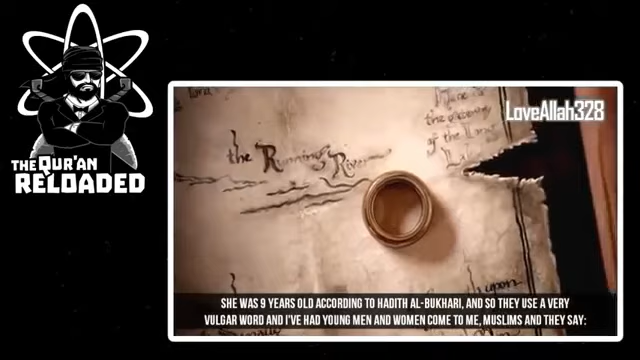 LoveAllah328
the Running River
THE QUR'AN
RELOADED
SHE WAS 9 YEARS OLD ACCORDING TO HADITH AL-BUKHARI, AND SO THEY USE A VERY
VULGAR WORD AND I'VE HAD YOUNG MEN AND WOMEN COME TO ME, MUSLIMS AND THEY SAY: